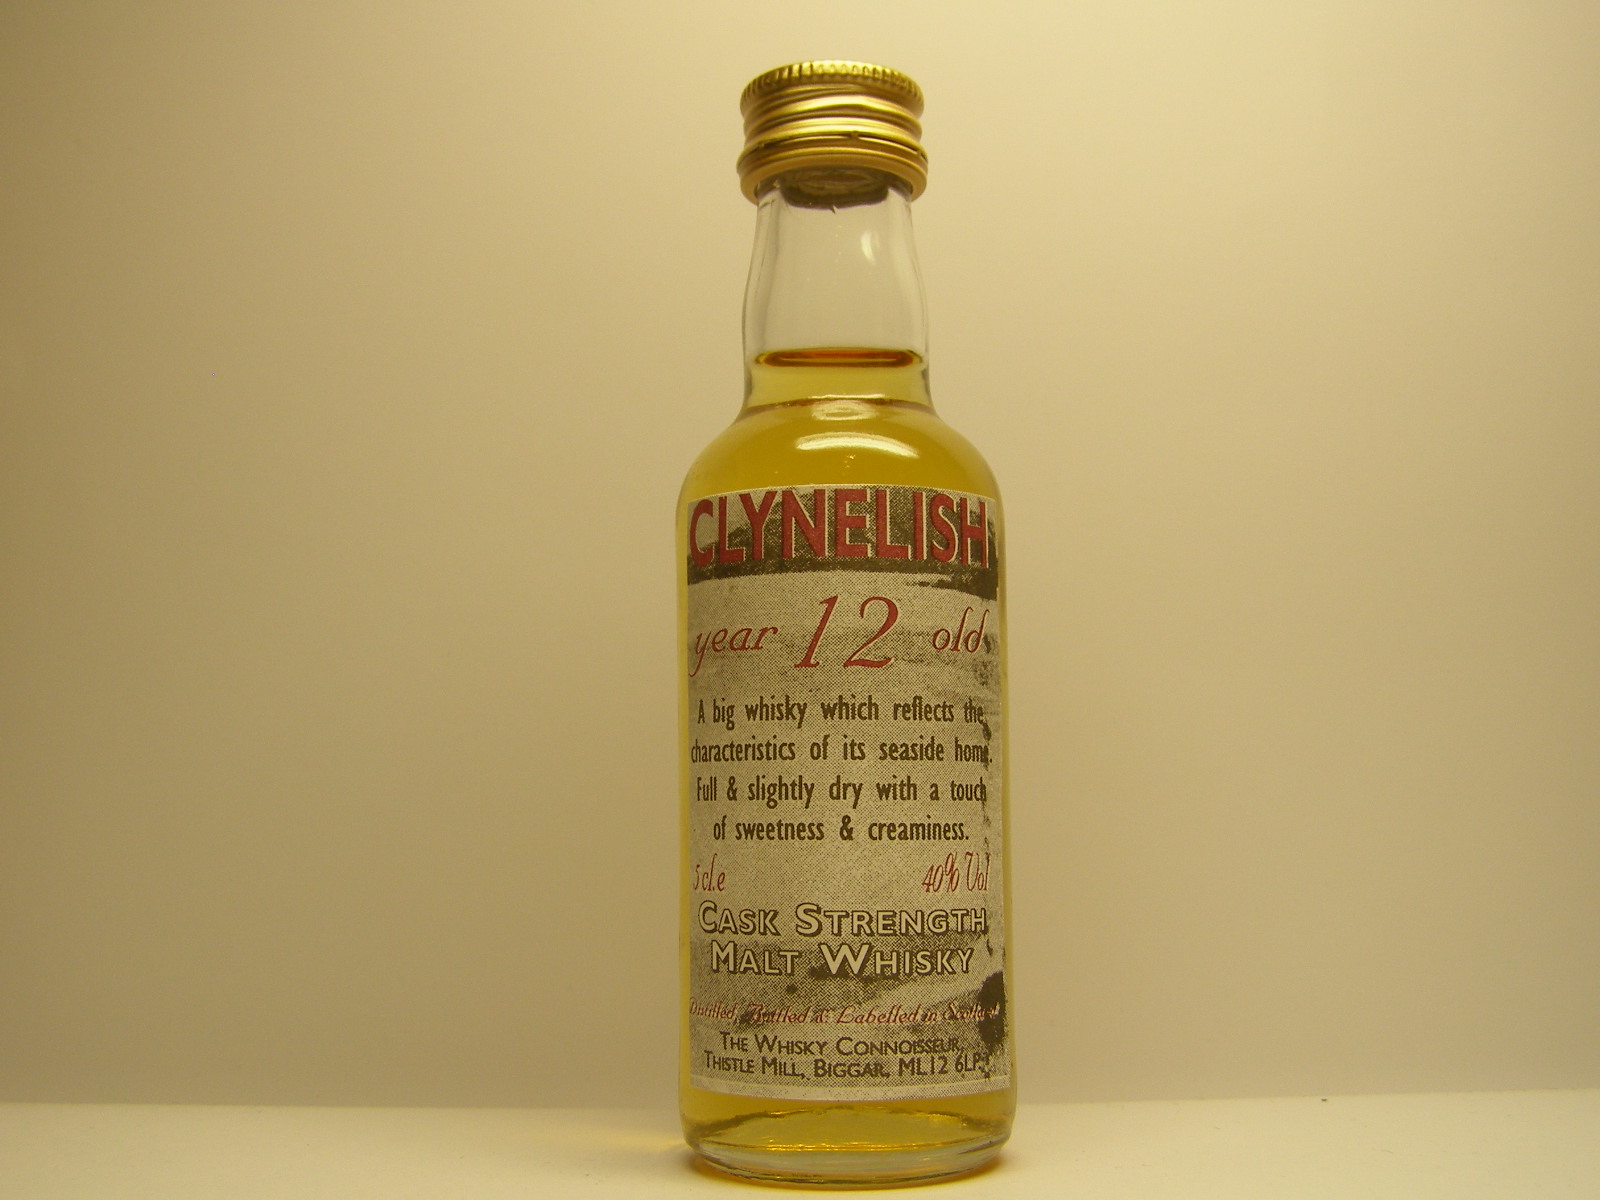 CLYNELISH
year 12 old
A big whisky which reflects the
characteristics of its seaside home.
Full & slightly dry with a touch
of sweetness & creaminess.
5cl.e 40% Vol
CASK STRENGTH
MALT WHISKY
Distilled, Bottled & Labelled in Scotland
THE WHISKY CONNOISSEUR,
THISTLE MILL, BIGGAR, ML12 6LP